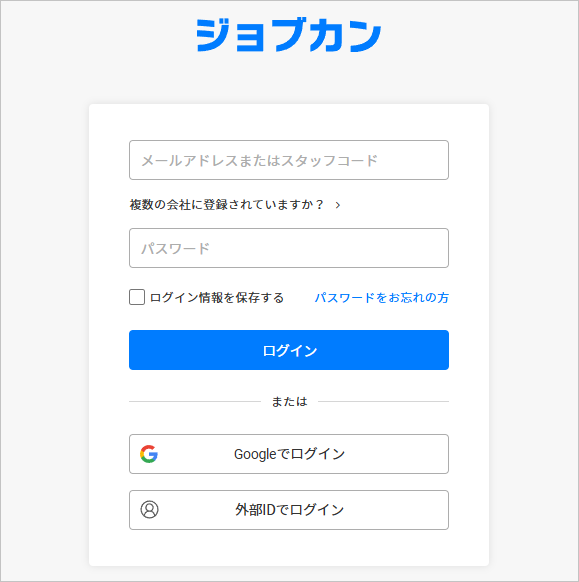 ジョブカン
メールアドレスまたはスタッフコード
複数の会社に登録されていますか？ >
パスワード
ログイン情報を保存する パスワードをお忘れの方
ログイン
または
Googleでログイン
外部IDでログイン